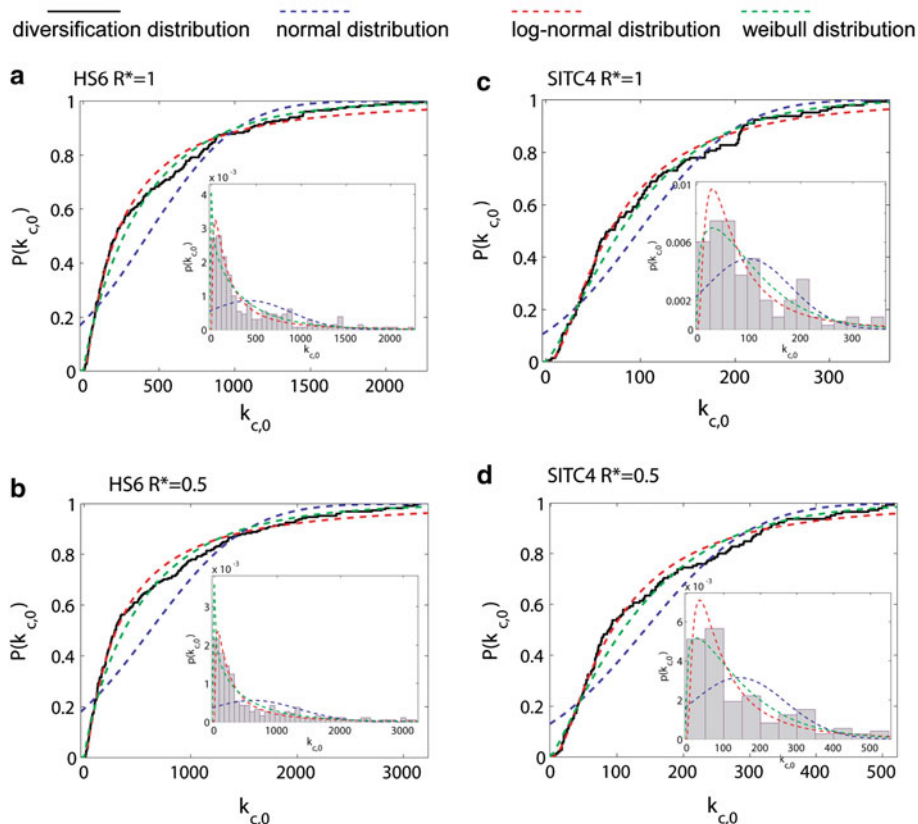 diversification distribution normal distribution log-normal distribution weibull distribution
a HS6 R*=1
P(k_c,0)
1
0.8
0.6
0.4
0.2
0
0 500 1000 1500 2000
k_c,0
x 10^-3
p(k_c,0)
4
3
2
1
0
500 1500 2000
k_c,0
c SITC4 R*=1
P(k_c,0)
1
0.8
0.6
0.4
0.2
0
0 100 200 300
k_c,0
p(k_c,0)
0.01
0.006
0.002
0 100 200 300
k_c,0
b HS6 R*=0.5
P(k_c,0)
1
0.8
0.6
0.4
0.2
0
0 1000 2000 3000
k_c,0
x 10^-3
p(k_c,0)
3
2
1
0
0 1000 2000 3000
k_c,0
d SITC4 R*=0.5
P(k_c,0)
1
0.8
0.6
0.4
0.2
0
0 100 200 300 400 500
k_c,0
x 10^-3
p(k_c,0)
6
4
2
0
0 100 200 300 400 500
k_c,0